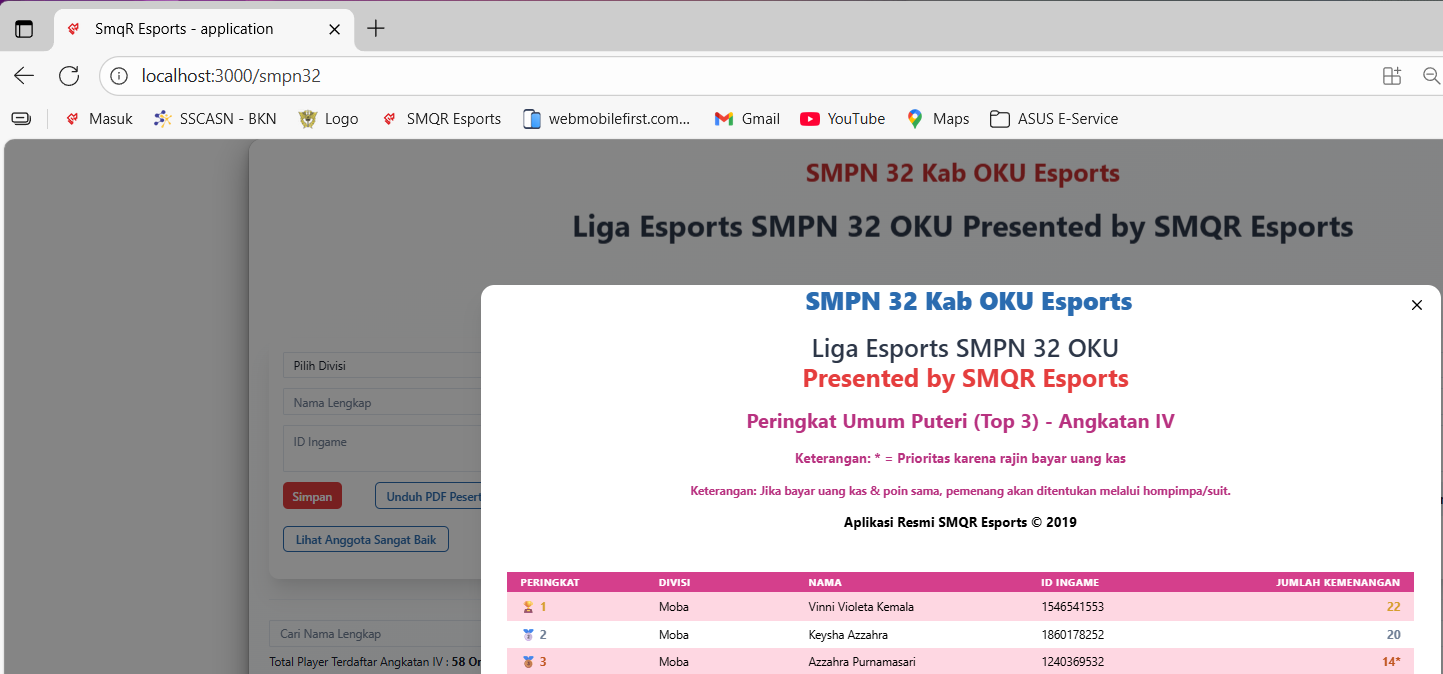 SmqR Esports - application
localhost:3000/smpn32
Masuk SSCASN - BKN Logo SMQR Esports webmobilefirst.com... Gmail YouTube Maps ASUS E-Service
SMPN 32 Kab OKU Esports
Liga Esports SMPN 32 OKU Presented by SMQR Esports
Pilih Divisi
Nama Lengkap
ID Ingame
Simpan Unduh PDF Pesert
Lihat Anggota Sangat Baik
Cari Nama Lengkap
Total Player Terdaftar Angkatan IV : 58 Or
SMPN 32 Kab OKU Esports
Liga Esports SMPN 32 OKU
Presented by SMQR Esports
Peringkat Umum Puteri (Top 3) - Angkatan IV
Keterangan: * = Prioritas karena rajin bayar uang kas
Keterangan: Jika bayar uang kas & poin sama, pemenang akan ditentukan melalui hompimpa/suit.
Aplikasi Resmi SMQR Esports © 2019
PERINGKAT DIVISI NAMA ID INGAME JUMLAH KEMENANGAN
1 Moba Vinni Violeta Kemala 1546541553 22
2 Moba Keysha Azzahra 1860178252 20
3 Moba Azzahra Purnamasari 1240369532 14*